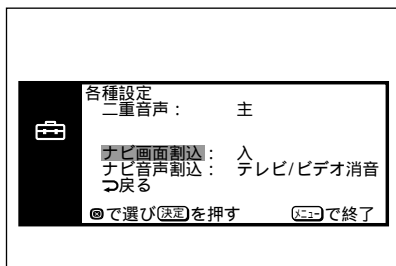 各種設定
二重音声： 主
ナビ画面割込： 入
ナビ音声割込： テレビ/ビデオ消音
⮌戻る
◎で選び決定を押す メニューで終了